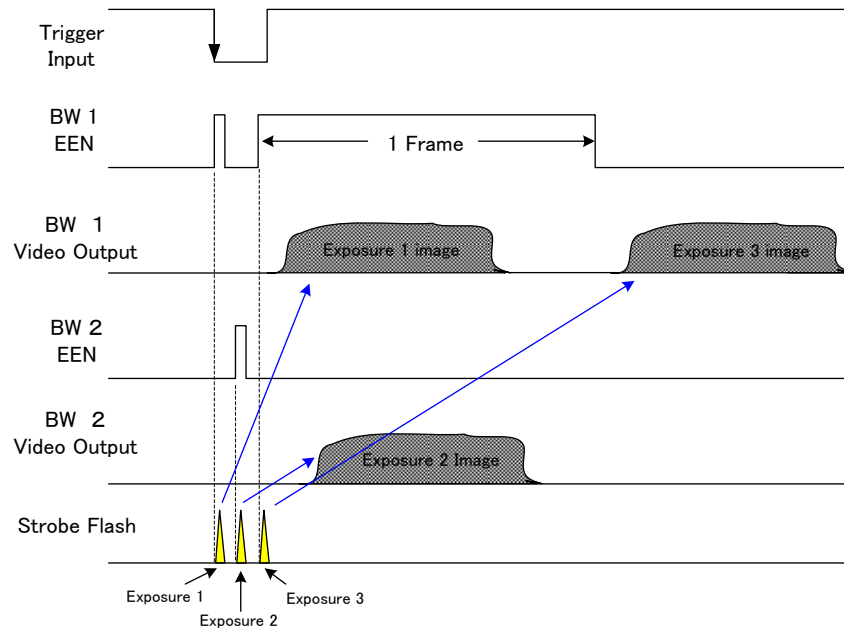 Trigger
Input
BW 1
EEN
1 Frame
BW 1
Video Output
Exposure 1 image
Exposure 3 image
BW 2
EEN
BW 2
Video Output
Exposure 2 Image
Strobe Flash
Exposure 1
Exposure 2
Exposure 3